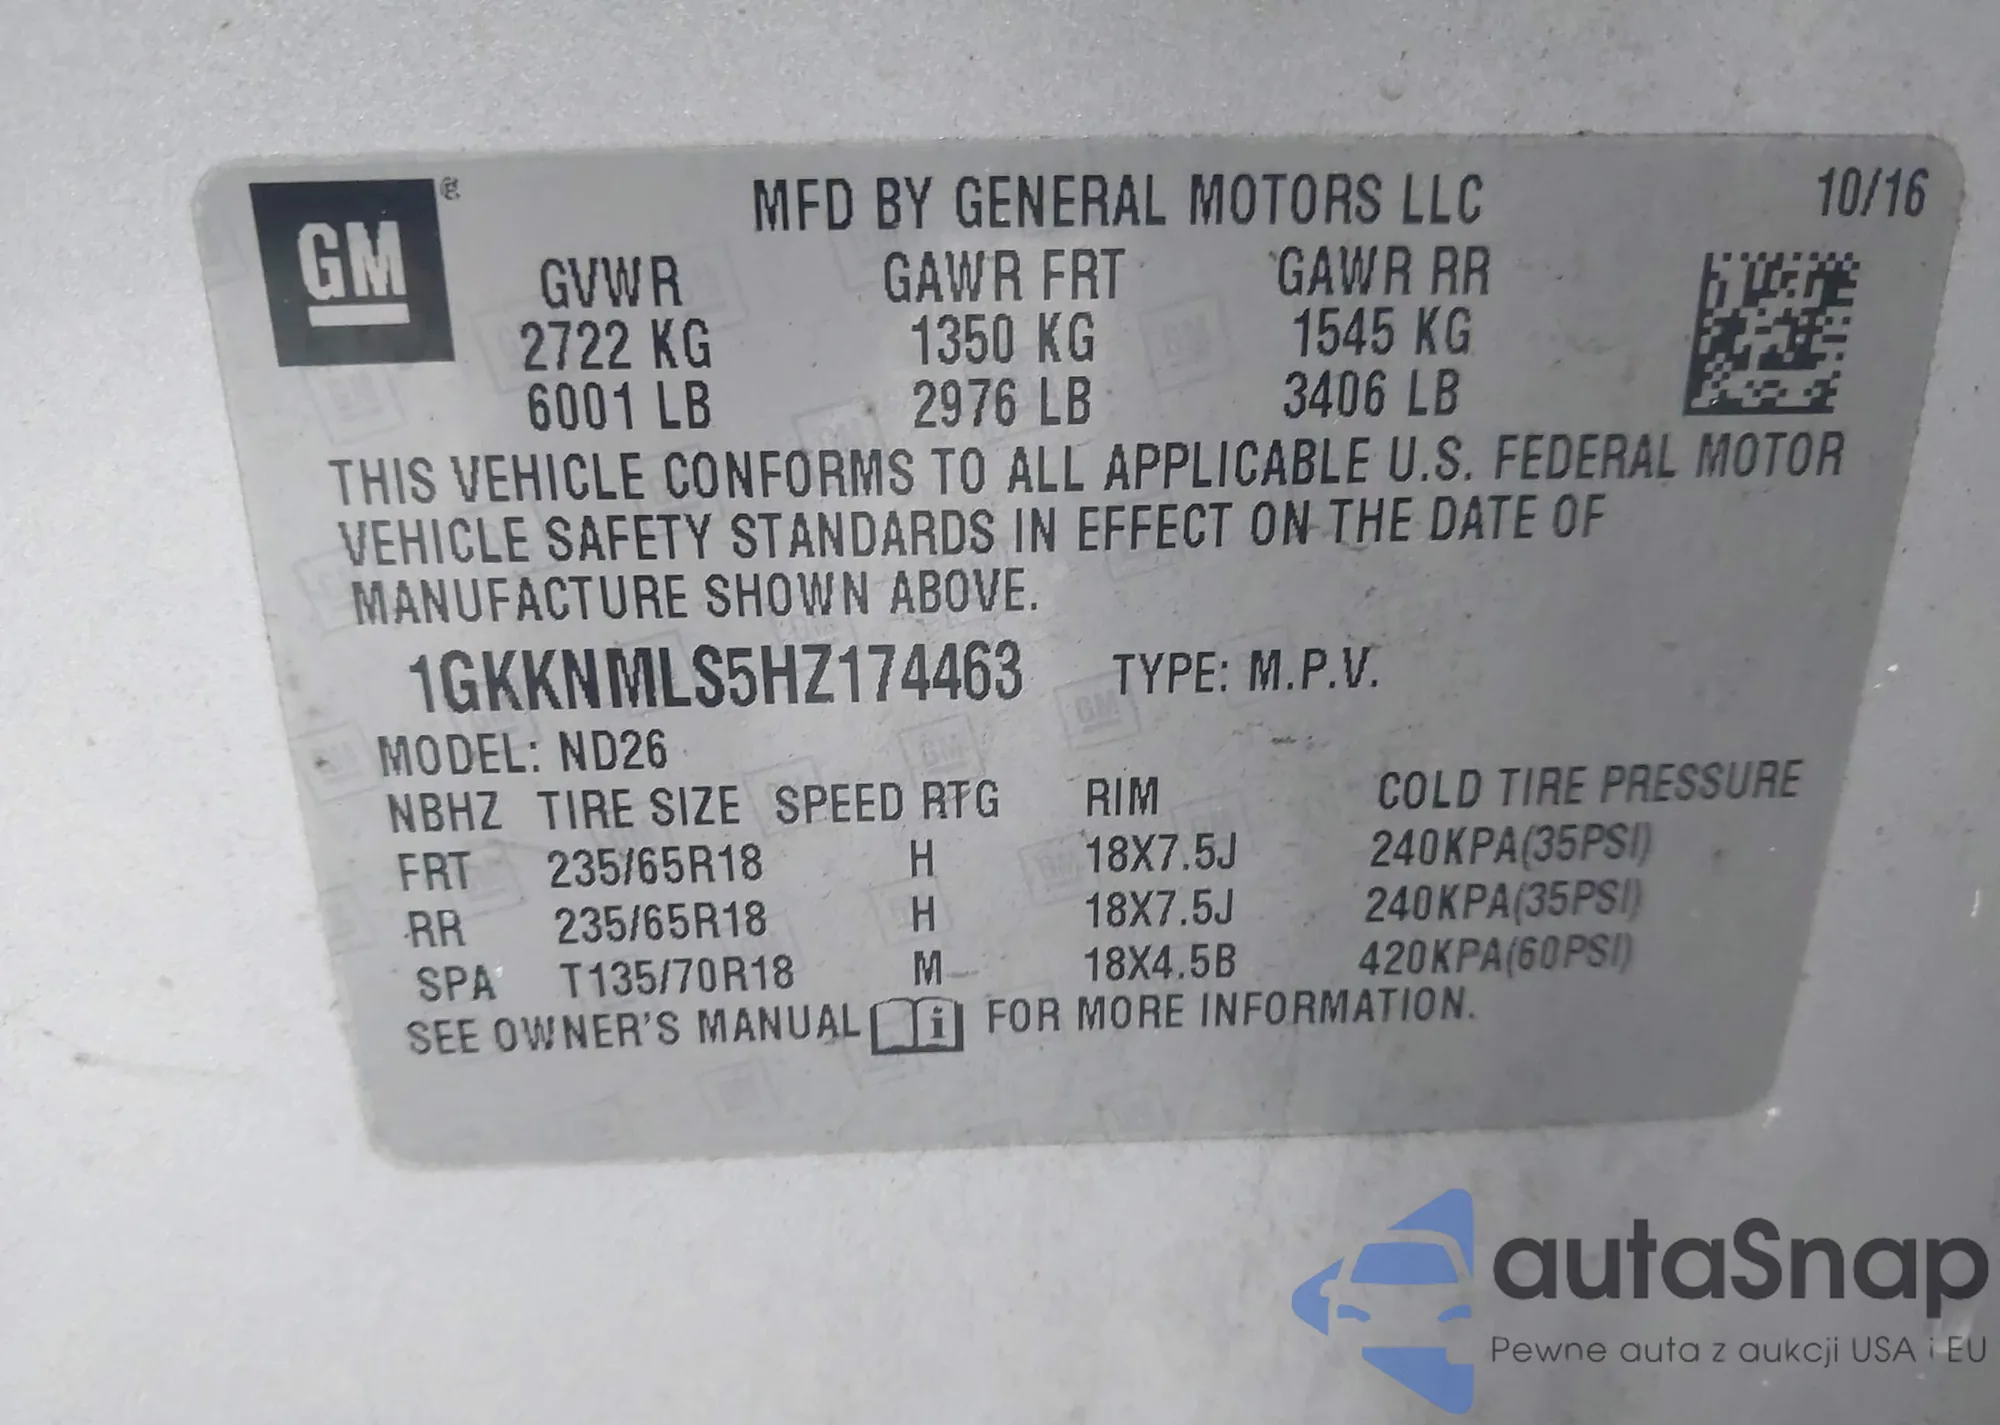 GM ®
MFD BY GENERAL MOTORS LLC 10/16
GVWR GAWR FRT GAWR RR
2722 KG 1350 KG 1545 KG
6001 LB 2976 LB 3406 LB
THIS VEHICLE CONFORMS TO ALL APPLICABLE U.S. FEDERAL MOTOR
VEHICLE SAFETY STANDARDS IN EFFECT ON THE DATE OF
MANUFACTURE SHOWN ABOVE.
1GKKNMLS5HZ174463 TYPE: M.P.V.
MODEL: ND26
NBHZ TIRE SIZE SPEED RTG RIM COLD TIRE PRESSURE
FRT 235/65R18 H 18X7.5J 240KPA(35PSI)
RR 235/65R18 H 18X7.5J 240KPA(35PSI)
SPA T135/70R18 M 18X4.5B 420KPA(60PSI)
SEE OWNER'S MANUAL i FOR MORE INFORMATION.
autaSnap
Pewne auta z aukcji USA i EU